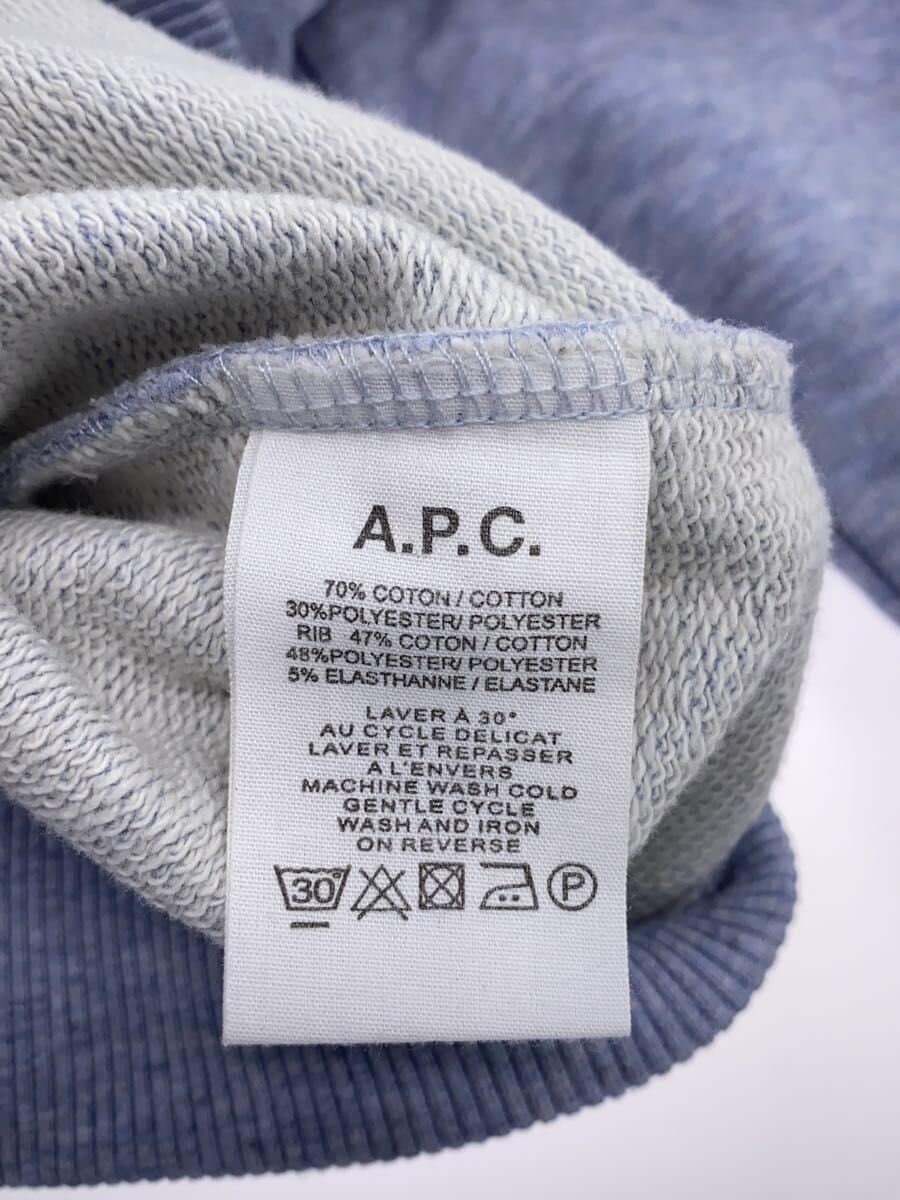 A.P.C.
70% COTON / COTTON
30%POLYESTER/ POLYESTER
RIB 47% COTON / COTTON
48%POLYESTER/ POLYESTER
5% ELASTHANNE / ELASTANE
LAVER À 30°
AU CYCLE DELICAT
LAVER ET REPASSER
A L'ENVERS
MACHINE WASH COLD
GENTLE CYCLE
WASH AND IRON
ON REVERSE
30° P